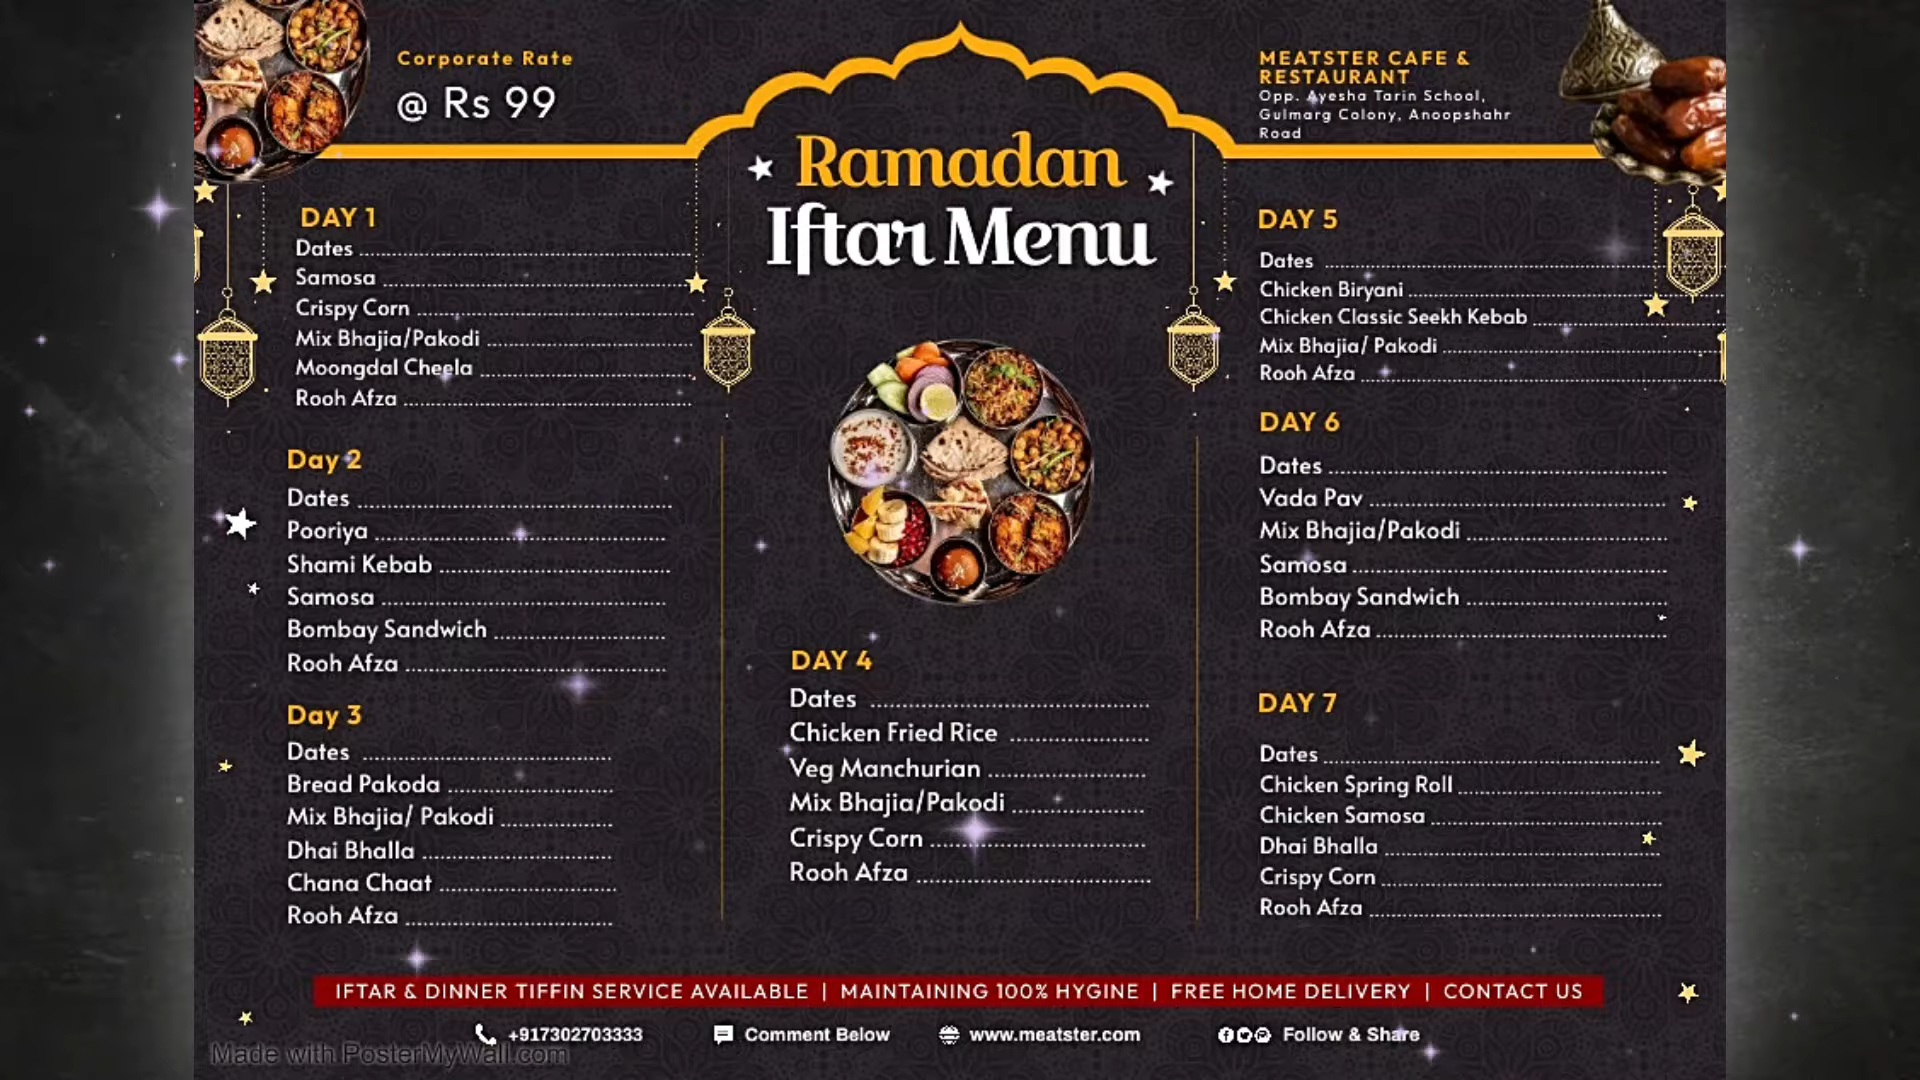 Corporate Rate
@ Rs 99
MEATSTER CAFE &
RESTAURANT
Opp. Ayesha Tarin School,
Gulmarg Colony, Anoopshahr
Road
Ramadan
Iftar Menu
DAY 1
Dates
Samosa
Crispy Corn
Mix Bhajia/Pakodi
Moongdal Cheela
Rooh Afza
Day 2
Dates
Pooriya
Shami Kebab
Samosa
Bombay Sandwich
Rooh Afza
Day 3
Dates
Bread Pakoda
Mix Bhajia/ Pakodi
Dhai Bhalla
Chana Chaat
Rooh Afza
DAY 4
Dates
Chicken Fried Rice
Veg Manchurian
Mix Bhajia/Pakodi
Crispy Corn
Rooh Afza
DAY 5
Dates
Chicken Biryani
Chicken Classic Seekh Kebab
Mix Bhajia/ Pakodi
Rooh Afza
DAY 6
Dates
Vada Pav
Mix Bhajia/Pakodi
Samosa
Bombay Sandwich
Rooh Afza
DAY 7
Dates
Chicken Spring Roll
Chicken Samosa
Dhai Bhalla
Crispy Corn
Rooh Afza
IFTAR & DINNER TIFFIN SERVICE AVAILABLE | MAINTAINING 100% HYGINE | FREE HOME DELIVERY | CONTACT US
+917302703333 Comment Below www.meatster.com Follow & Share
Made with PosterMyWall.com